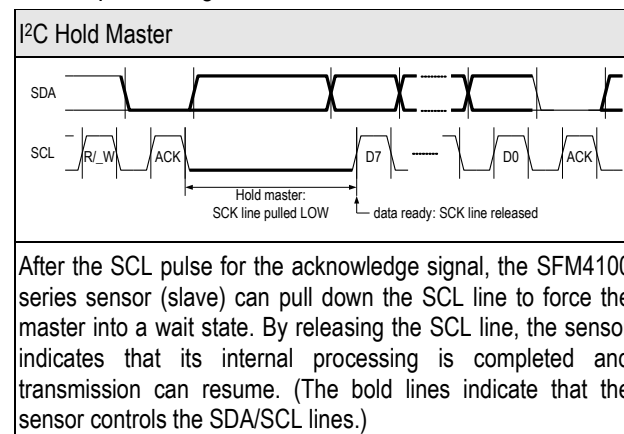 I²C Hold Master
SDA
SCL R/_W ACK D7 D0 ACK
Hold master:
SCK line pulled LOW data ready: SCK line released
After the SCL pulse for the acknowledge signal, the SFM4100
series sensor (slave) can pull down the SCL line to force the
master into a wait state. By releasing the SCL line, the senso
indicates that its internal processing is completed and
transmission can resume. (The bold lines indicate that the
sensor controls the SDA/SCL lines.)